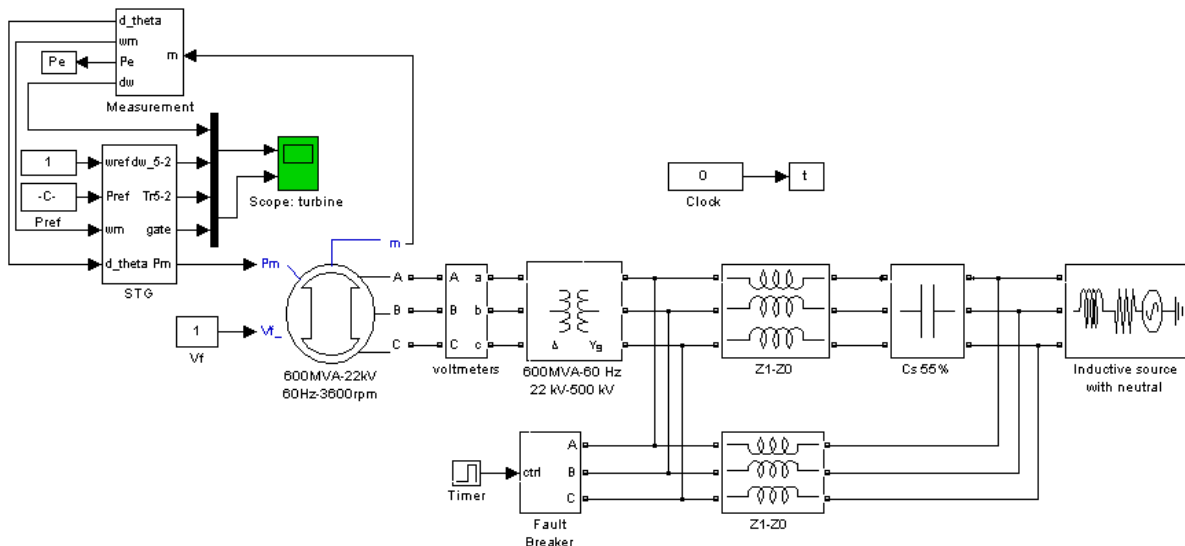 d_theta
wm
Pe
dw
m
Measurement
Pe
1
-C-
Pref
wref
Pref
wm
d_theta
dw_5-2
Tr5-2
gate
Pm
STG
Scope: turbine
0
Clock
t
m
Pm
1
Vf
Vf_
A
B
C
600MVA-22kV
60Hz-3600rpm
A
B
C
a
b
c
voltmeters
Δ
Yg
600MVA-60 Hz
22 kV-500 kV
Z1-Z0
Cs 55%
Inductive source
with neutral
Timer
ctrl
A
B
C
Fault
Breaker
Z1-Z0